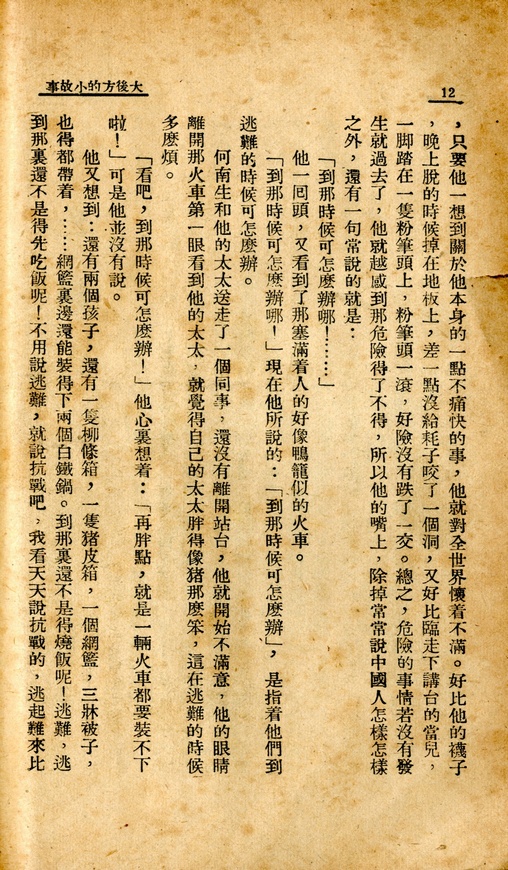 12
大後方的小故事
，只要他一想到關於他本身的一點不痛快的事，他就對全世界懷着不滿。好比他的襪子
，晚上脫的時候掉在地板上，差一點沒給耗子咬了一個洞，又好比臨走下講台的當兒，
一脚踏在一隻粉筆頭上，粉筆頭一滾，好險沒有跌了一交。總之，危險的事情若沒有發
生就過去了，他就越感到那危險得了不得，所以他的嘴上，除掉常常說中國人怎樣怎樣
之外，還有一句常說的就是：
「到那時候可怎麼辦哪！……」
他一回頭，又看到了那塞滿着人的好像鴨籠似的火車。
「到那時候可怎麼辦哪！」現在他所說的：「到那時候可怎麼辦」，是指着他們到
逃難的時候可怎麼辦。
何南生和他的太太送走了一個同事，還沒有離開站台，他就開始不滿意，他的眼睛
離開那火車第一眼看到他的太太，就覺得自己的太太胖得像猪那麼笨，這在逃難的時候
多麼煩。
「看吧，到那時候可怎麼辦！」他心裏想着：「再胖點，就是一輛火車都要裝不下
啦！」可是他並沒有說。
他又想到：還有兩個孩子，還有一隻柳條箱，一隻猪皮箱，一個網籃，三牀被子，
也得都帶着，……網籃裏邊還能裝得下兩個白鐵鍋。到那裏還不是得燒飯呢！逃難，逃
到那裏還不是得先吃飯呢！不用說逃難，就說抗戰吧，我看天天說抗戰的，逃起難來比